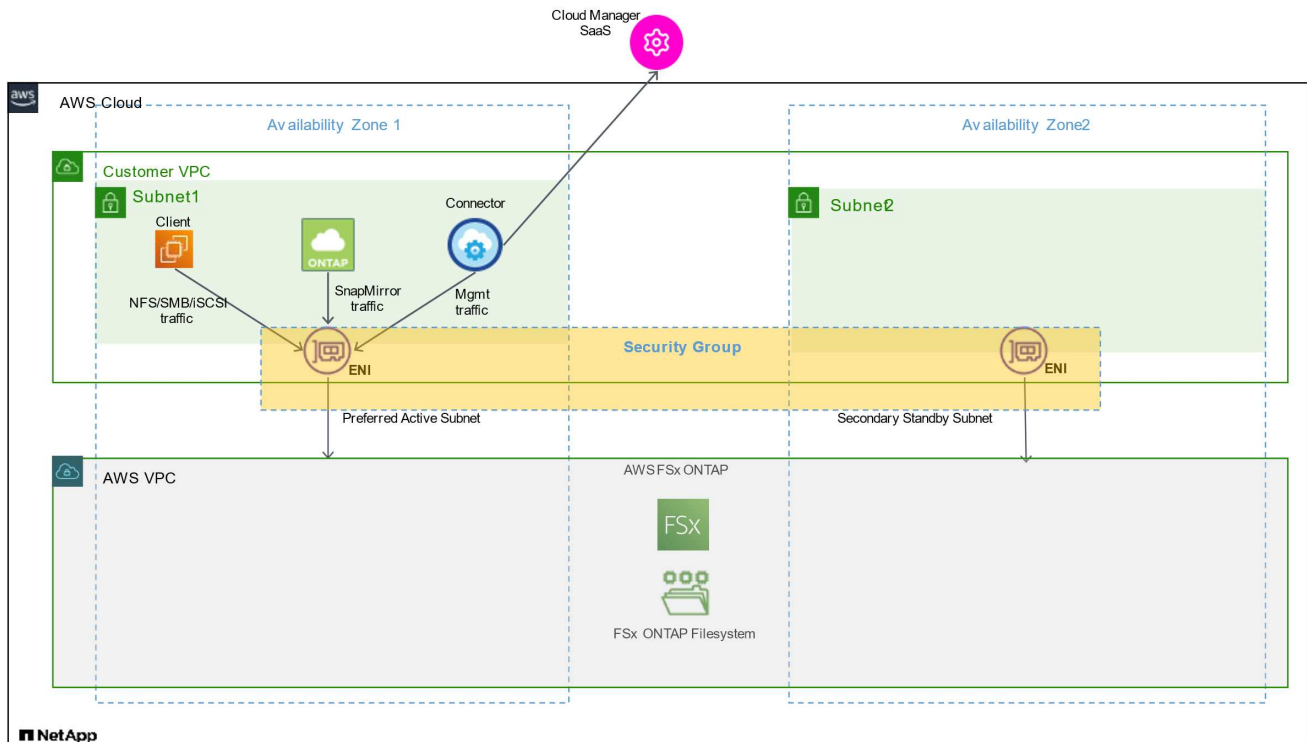 Cloud Manager
SaaS
aws
AWS Cloud
Availability Zone 1
Availability Zone2
Customer VPC
Subnet1
Subnet2
Client
ONTAP
Connector
NFS/SMB/iSCSI
traffic
SnapMirror
traffic
Mgmt
traffic
Security Group
ENI
ENI
Preferred Active Subnet
Secondary Standby Subnet
AWS VPC
AWS FSx ONTAP
FSx
FSx ONTAP Filesystem
NetApp